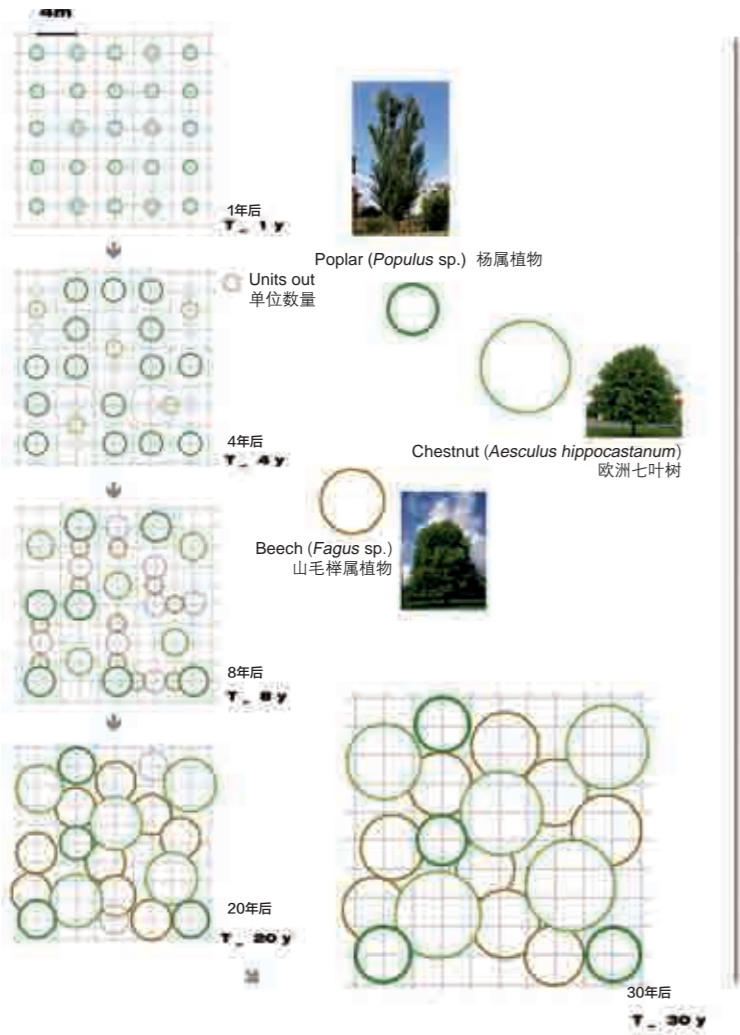 4m
1年后
T_ 1 y
Poplar (Populus sp.) 杨属植物
Units out
单位数量
4年后
T_ 4 y
Chestnut (Aesculus hippocastanum)
欧洲七叶树
Beech (Fagus sp.)
山毛榉属植物
8年后
T_ 8 y
20年后
T_ 20 y
30年后
T_ 30 y